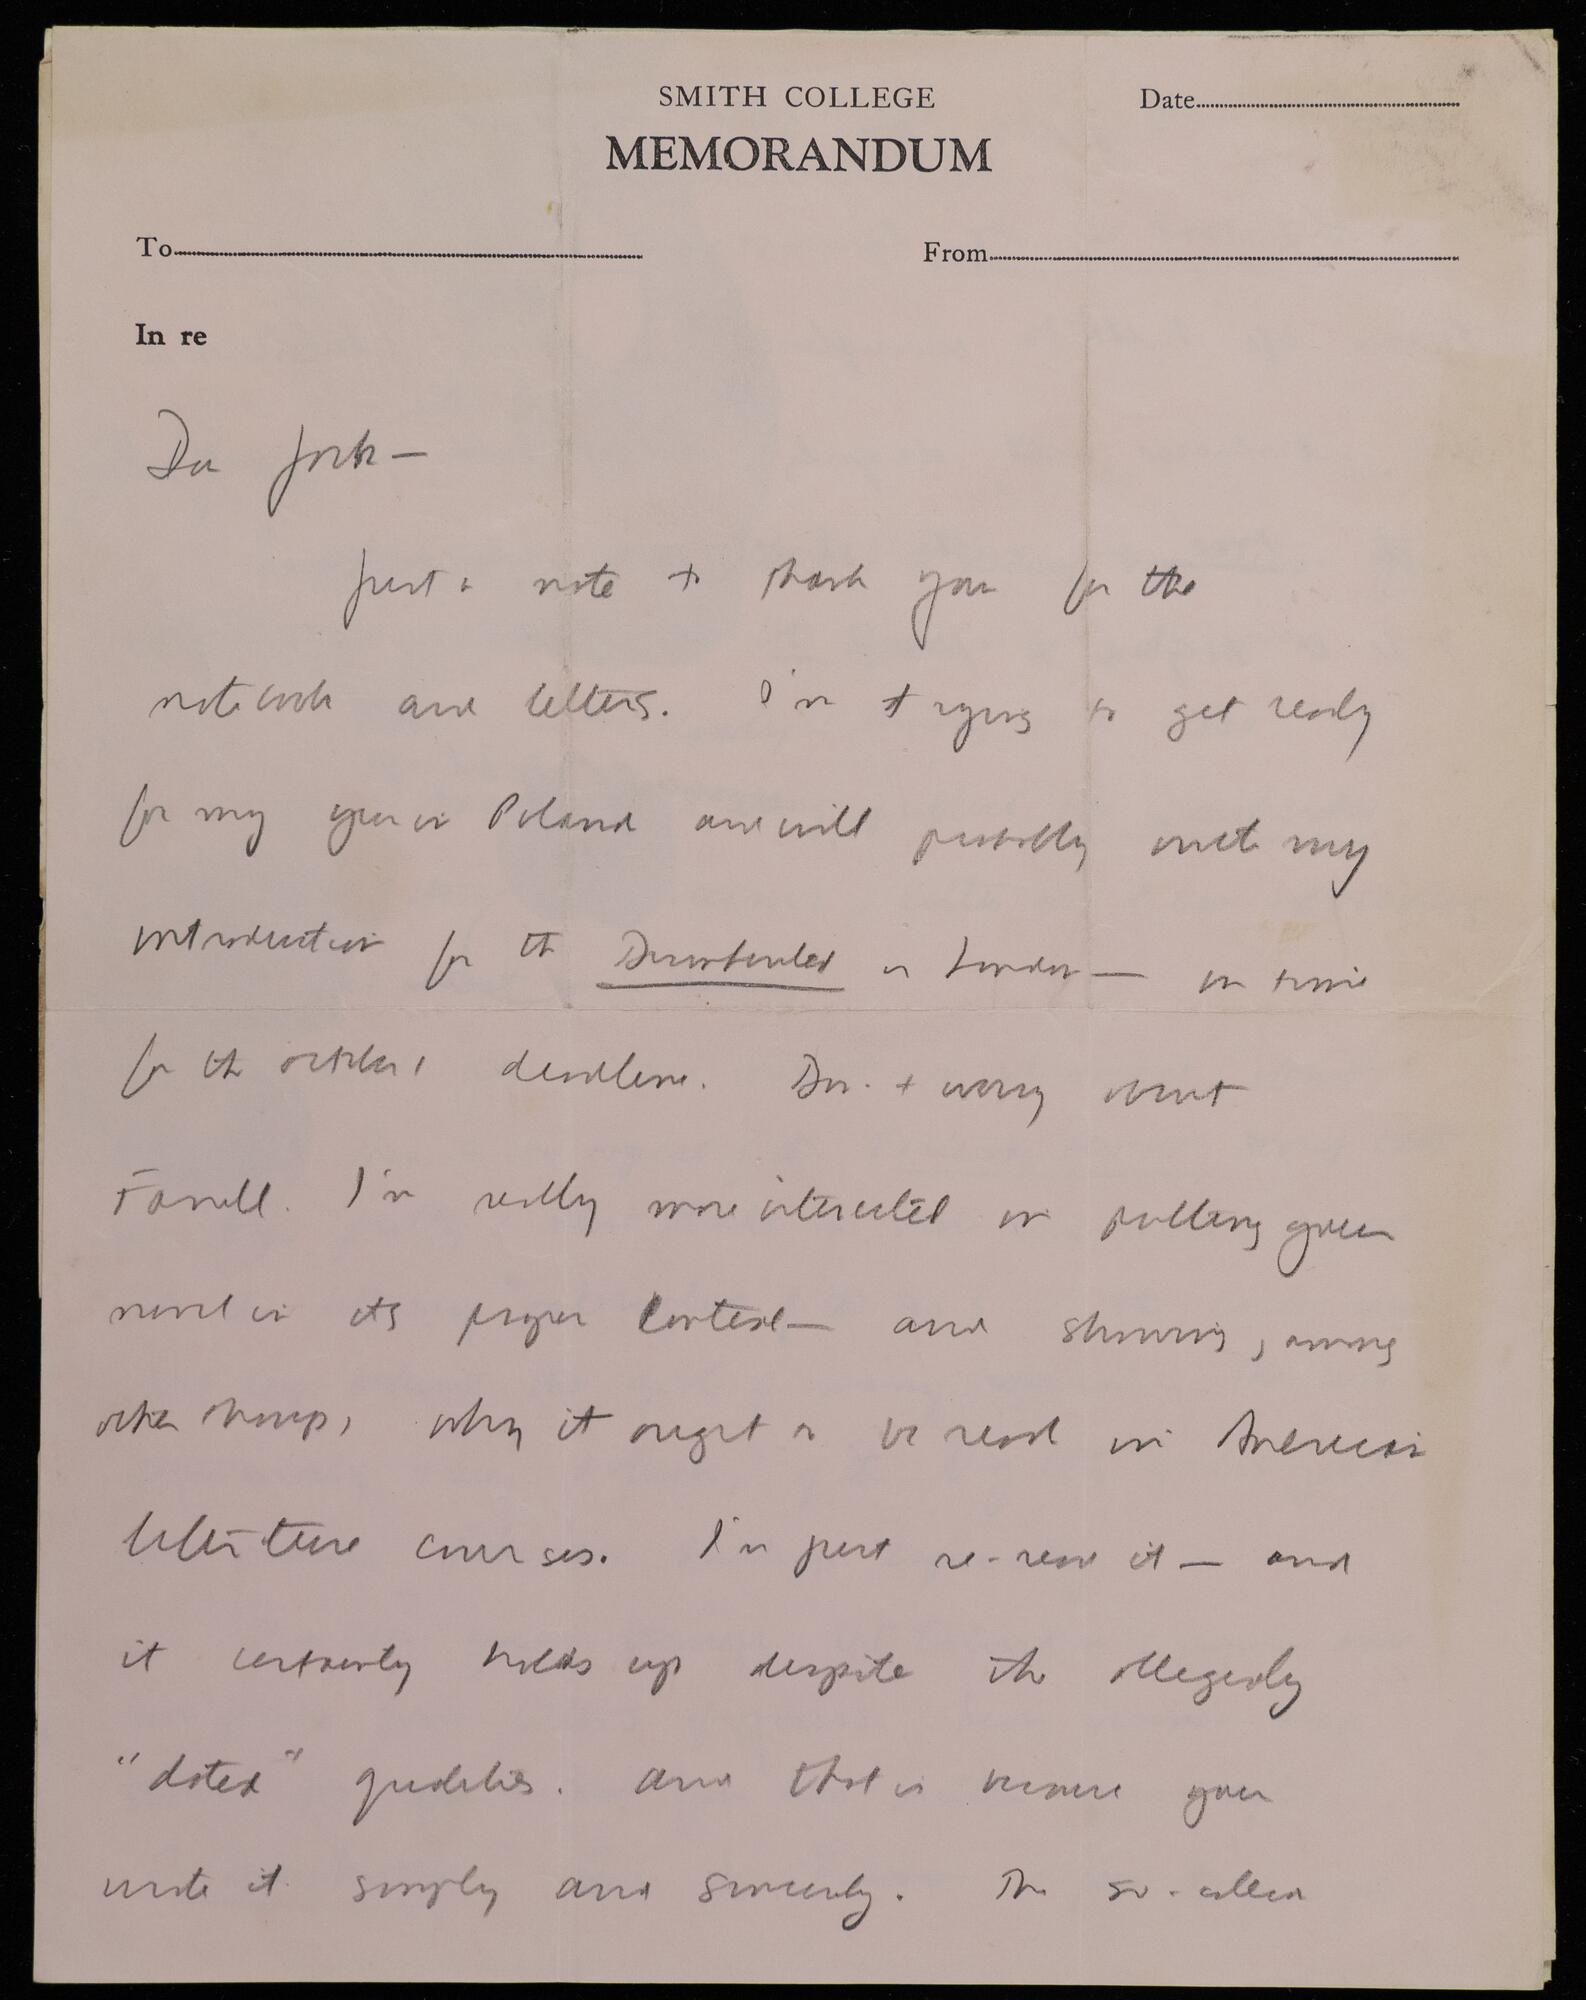 SMITH COLLEGE
Date
MEMORANDUM
To
From
In re
Dear Jack —
Just a note to thank you for the
notebook and letters. I'm trying to get ready
for my year in Poland and will probably write my
introduction for the Disinherited in London — in time
for the October 1 deadline. Don't worry about
Farrell. I'm really more interested in putting your
novel in its proper context — and showing, among
other things, why it ought to be read in American
literature courses. I've just re-read it — and
it certainly holds up despite the allegedly
"dated" qualities. And that is because you
wrote it simply and sincerely. The so-called